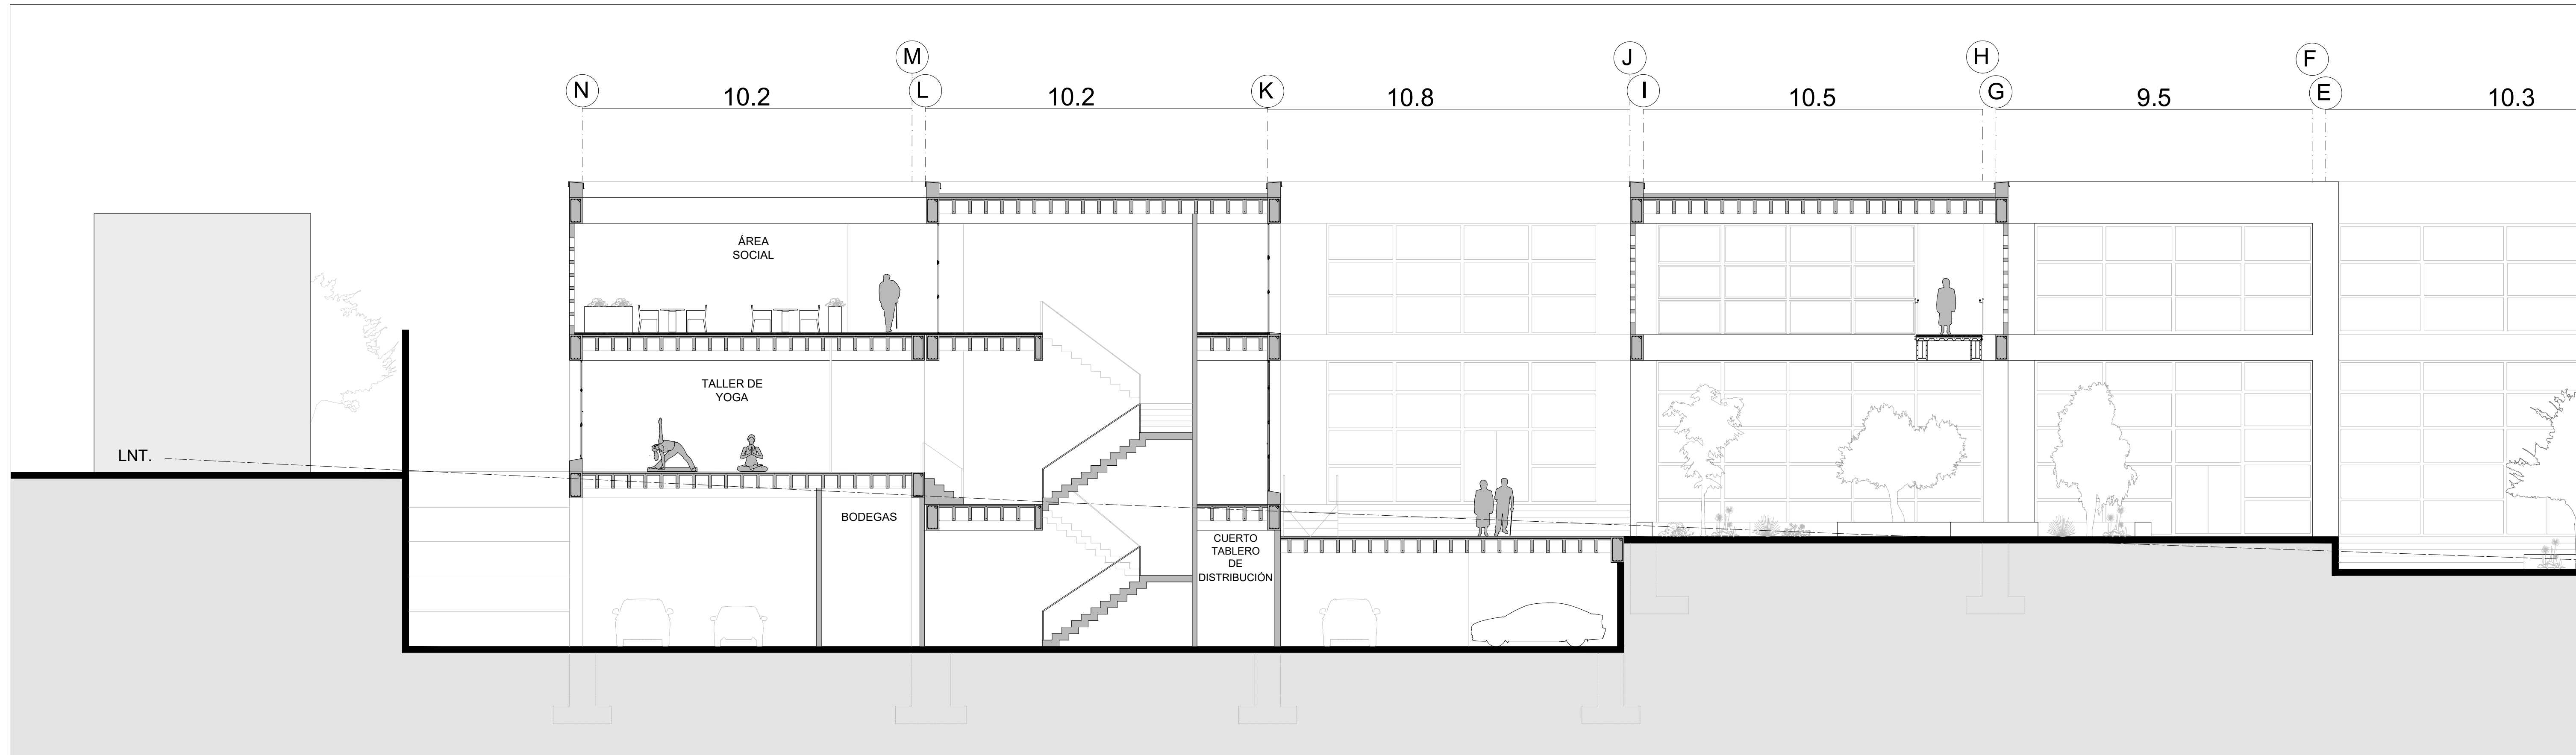 M
J
H
F
N
10.2
L
10.2
K
10.8
I
10.5
G
9.5
E
10.3
ÁREA
SOCIAL
TALLER DE
YOGA
LNT.
BODEGAS
CUERTO
TABLERO
DE
DISTRIBUCIÓN